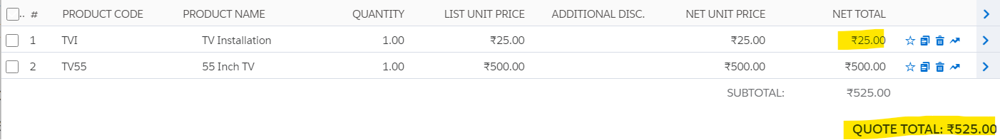 # PRODUCT CODE PRODUCT NAME QUANTITY LIST UNIT PRICE ADDITIONAL DISC. NET UNIT PRICE NET TOTAL
1 TVI TV Installation 1.00 ₹25.00 ₹25.00 ₹25.00
2 TV55 55 Inch TV 1.00 ₹500.00 ₹500.00 ₹500.00
SUBTOTAL: ₹525.00
QUOTE TOTAL: ₹525.00